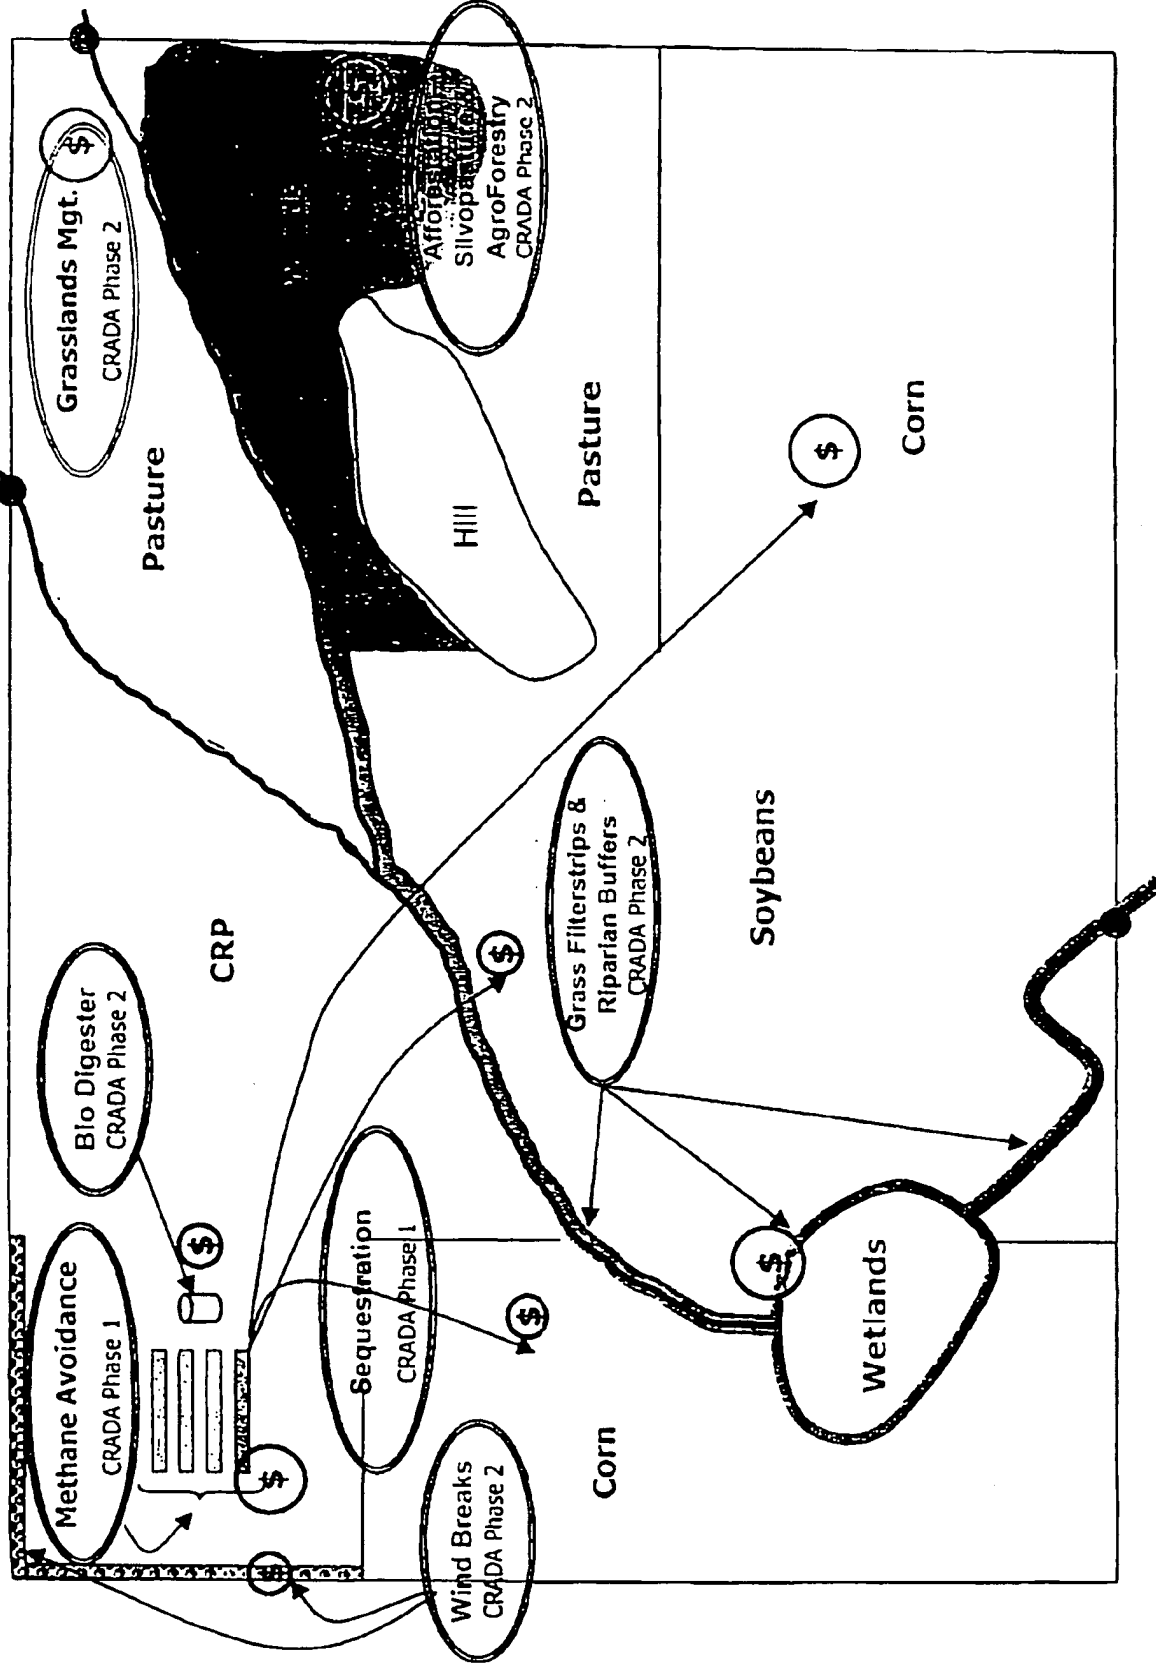 Methane Avoidance
CRADA Phase 1
Bio Digester
CRADA Phase 2
Grasslands Mgt.
CRADA Phase 2
$
$
$
$
CRP
Pasture
Wind Breaks
CRADA Phase 2
Sequestration
CRADA Phase 1
$
$
Hill
Afforestation
Silvopasture
AgroForestry
CRADA Phase 2
Corn
Grass Filterstrips &
Riparian Buffers
CRADA Phase 2
Pasture
$
$
Wetlands
Soybeans
Corn